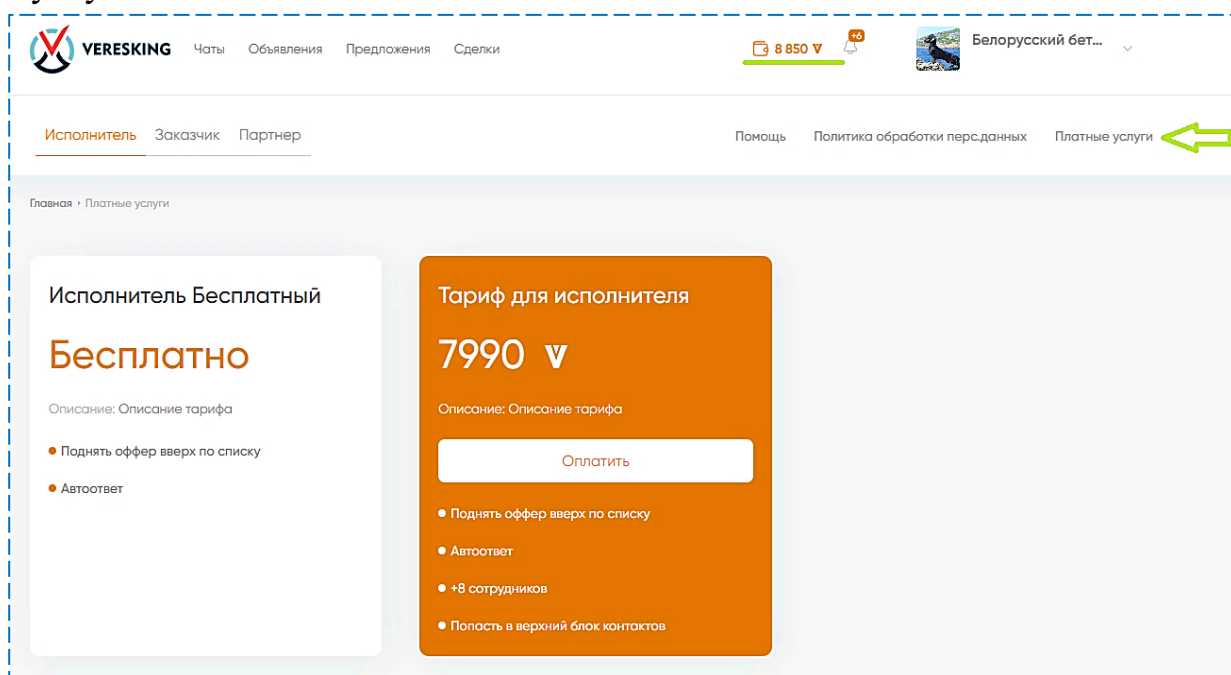 VERESKING Чаты Объявления Предложения Сделки 8 850 +6 Белорусский бет...
Исполнитель Заказчик Партнер Помощь Политика обработки перс.данных Платные услуги
Главная Платные услуги
Исполнитель Бесплатный
Бесплатно
Описание: Описание тарифа
Поднять оффер вверх по списку
Автоответ
Тариф для исполнителя
7990
Описание: Описание тарифа
Оплатить
Поднять оффер вверх по списку
Автоответ
+8 сотрудников
Попасть в верхний блок контактов